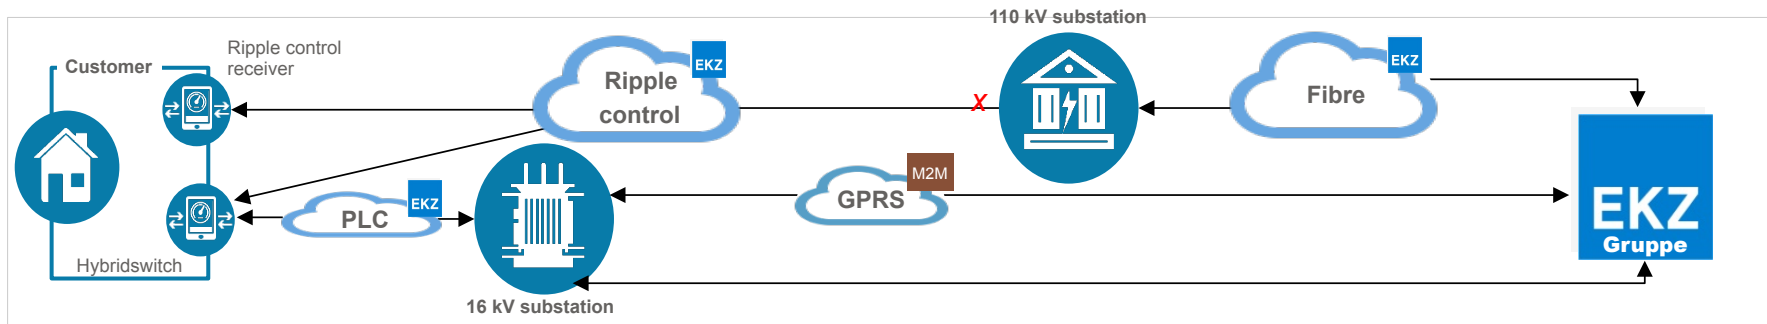 110 kV substation
Ripple control
receiver
Customer
EKZ
Ripple
control
X
EKZ
Fibre
M2M
GPRS
EKZ
PLC
EKZ
Gruppe
Hybridswitch
16 kV substation